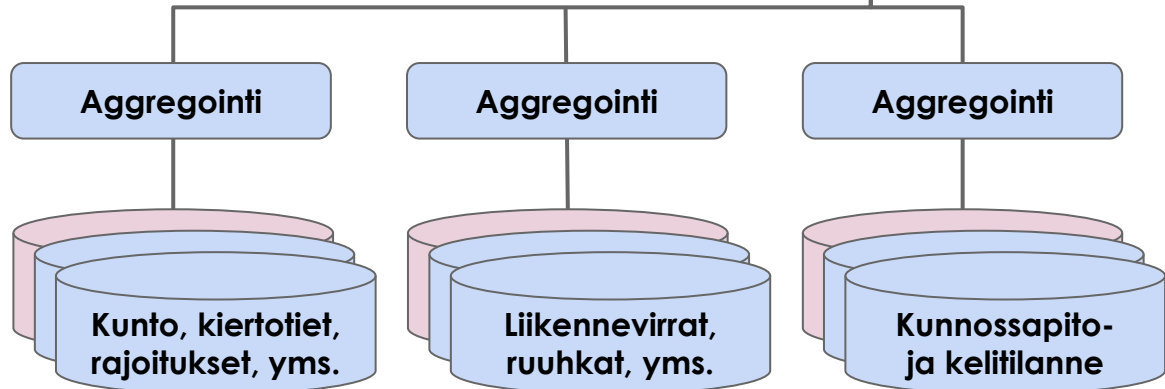 Aggregointi
Aggregointi
Aggregointi
Kunto, kiertotiet,
rajoitukset, yms.
Liikennevirrat,
ruuhkat, yms.
Kunnossapito-
ja kelitilanne